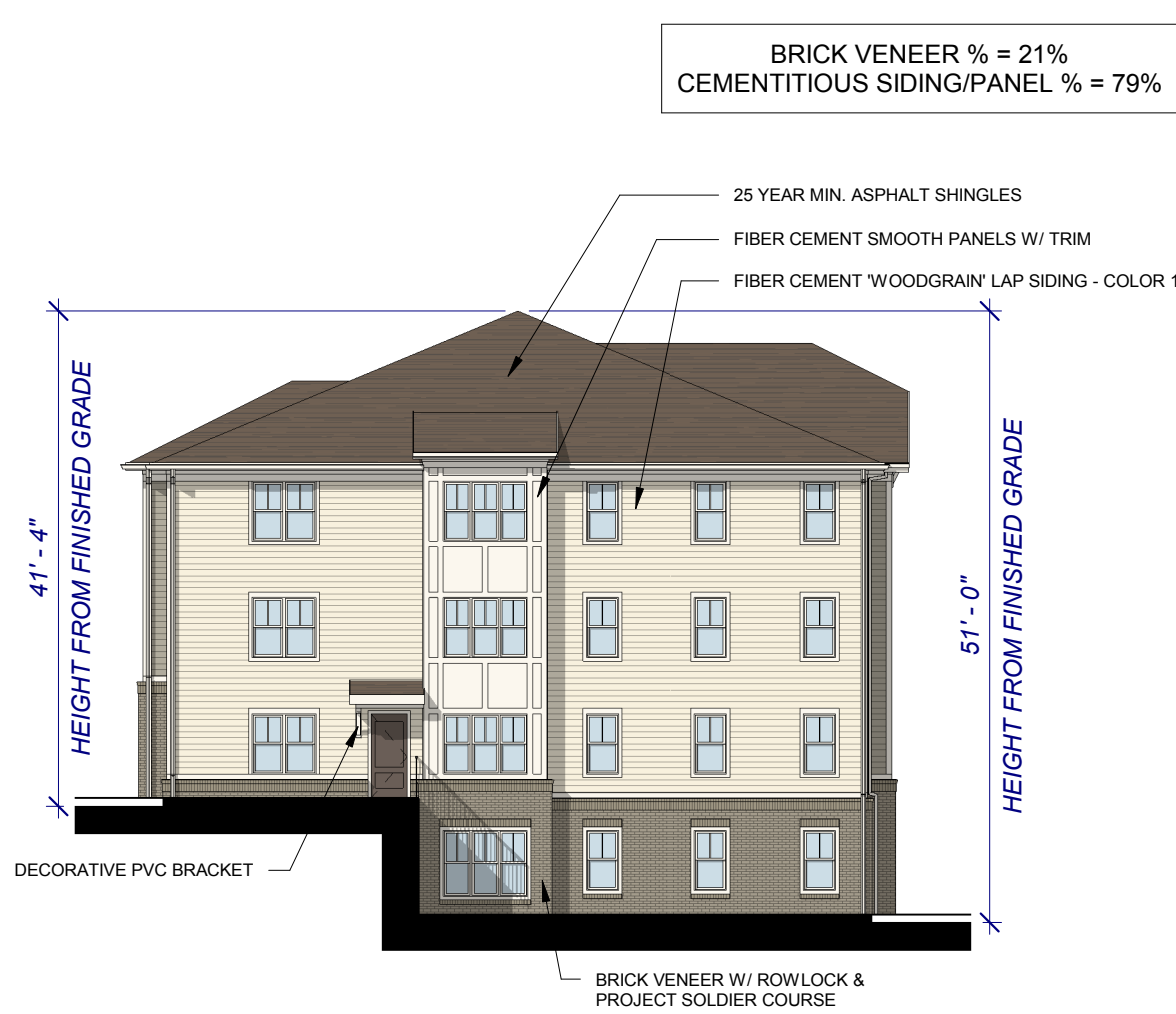 BRICK VENEER % = 21%
CEMENTITIOUS SIDING/PANEL % = 79%
25 YEAR MIN. ASPHALT SHINGLES
FIBER CEMENT SMOOTH PANELS W/ TRIM
FIBER CEMENT 'WOODGRAIN' LAP SIDING - COLOR 1
41' - 4"
HEIGHT FROM FINISHED GRADE
51' - 0"
HEIGHT FROM FINISHED GRADE
DECORATIVE PVC BRACKET
BRICK VENEER W/ ROWLOCK &
PROJECT SOLDIER COURSE